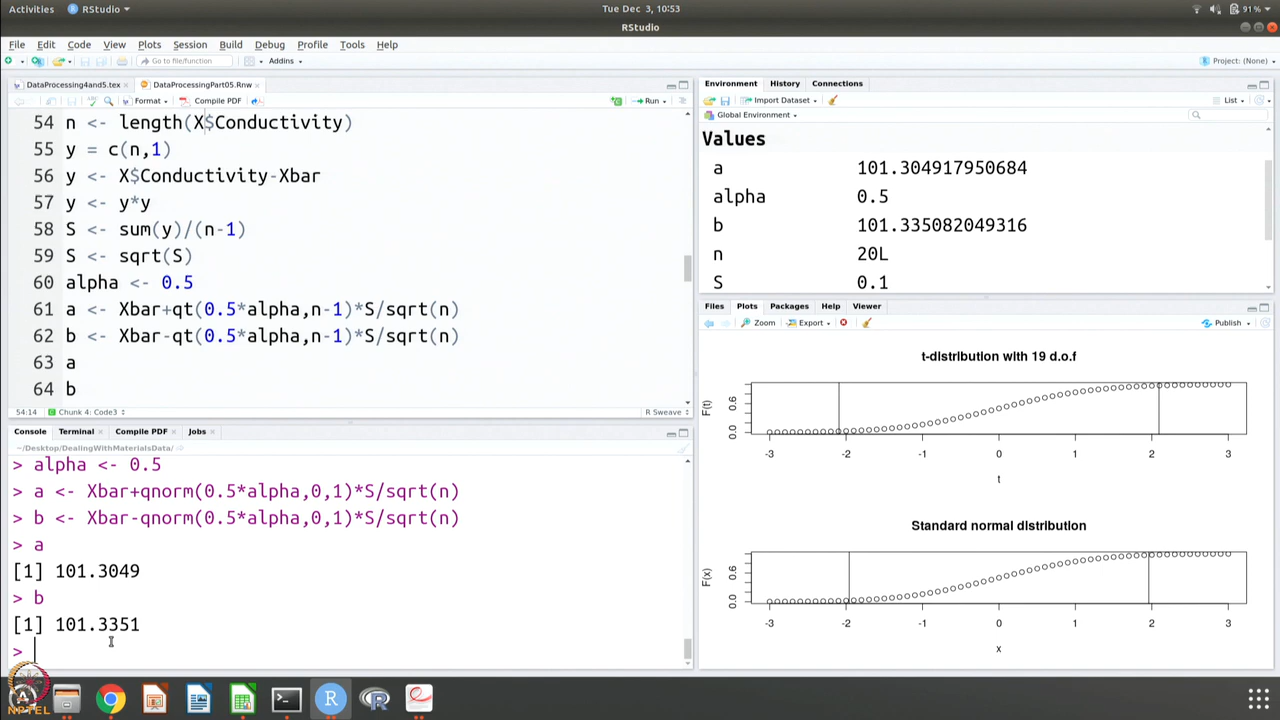 Activities RStudio Tue Dec 3, 10:53 91%
RStudio
File Edit Code View Plots Session Build Debug Profile Tools Help
Go to file/function Addins Project: (None)
DataProcessing4and5.tex DataProcessingPart05.Rnw
Format Compile PDF Run
54 n <- length(X$Conductivity)
55 y = c(n,1)
56 y <- X$Conductivity-Xbar
57 y <- y*y
58 S <- sum(y)/(n-1)
59 S <- sqrt(S)
60 alpha <- 0.5
61 a <- Xbar+qt(0.5*alpha,n-1)*S/sqrt(n)
62 b <- Xbar-qt(0.5*alpha,n-1)*S/sqrt(n)
63 a
64 b
54:14 Chunk 4: Code3 R Sweave
Console Terminal Compile PDF Jobs
~/Desktop/DealingWithMaterialsData/
> alpha <- 0.5
> a <- Xbar+qnorm(0.5*alpha,0,1)*S/sqrt(n)
> b <- Xbar-qnorm(0.5*alpha,0,1)*S/sqrt(n)
> a
[1] 101.3049
> b
[1] 101.3351
>
NPTEL
Environment History Connections
Import Dataset List
Global Environment
Values
a 101.304917950684
alpha 0.5
b 101.335082049316
n 20L
S 0.1
Files Plots Packages Help Viewer
Zoom Export Publish
t-distribution with 19 d.o.f
F(t)
0.0 0.6
-3 -2 -1 0 1 2 3
t
Standard normal distribution
F(x)
0.0 0.6
-3 -2 -1 0 1 2 3
x